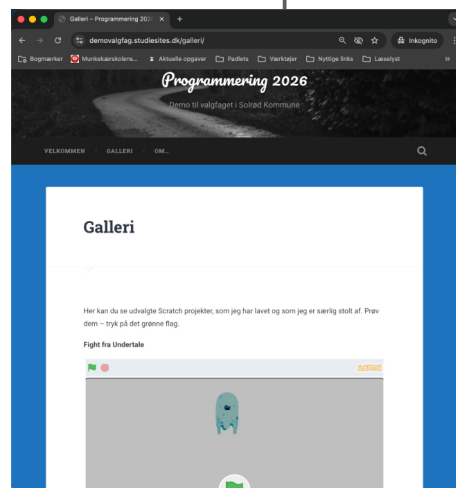 Galleri – Programmering 202
demovalgfag.studiesites.dk/galleri/
Inkognito
Bogmærker
Munkekærskolens...
Aktuelle opgaver
Padlets
Værktøjer
Nyttige links
Læselyst
Programmering 2026
Demo til valgfaget i Solrød Kommune
VELKOMMEN / GALLERI / OM...
Galleri
Her kan du se udvalgte Scratch projekter, som jeg har lavet og som jeg er særlig stolt af. Prøv
dem – tryk på det grønne flag.
Fight fra Undertale
SCRATCH